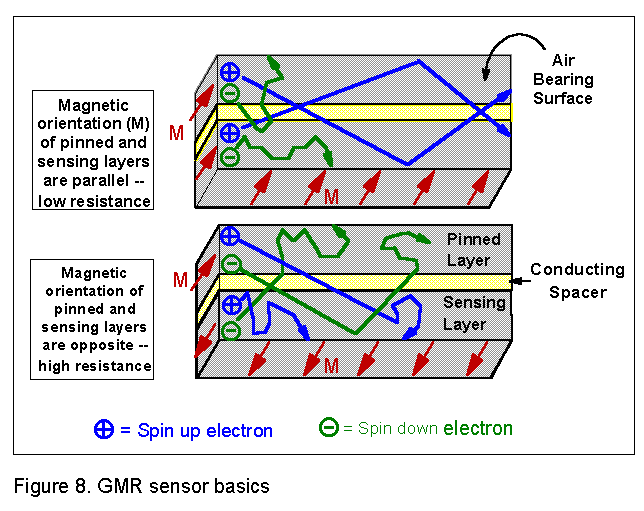 Air
Bearing
Surface
Magnetic
orientation (M)
of pinned and
sensing layers
are parallel --
low resistance
M
M
Pinned
Layer
Conducting
Spacer
Magnetic
orientation of
pinned and
sensing layers
are opposite --
high resistance
M
Sensing
Layer
M
= Spin up electron
= Spin down electron
Figure 8. GMR sensor basics